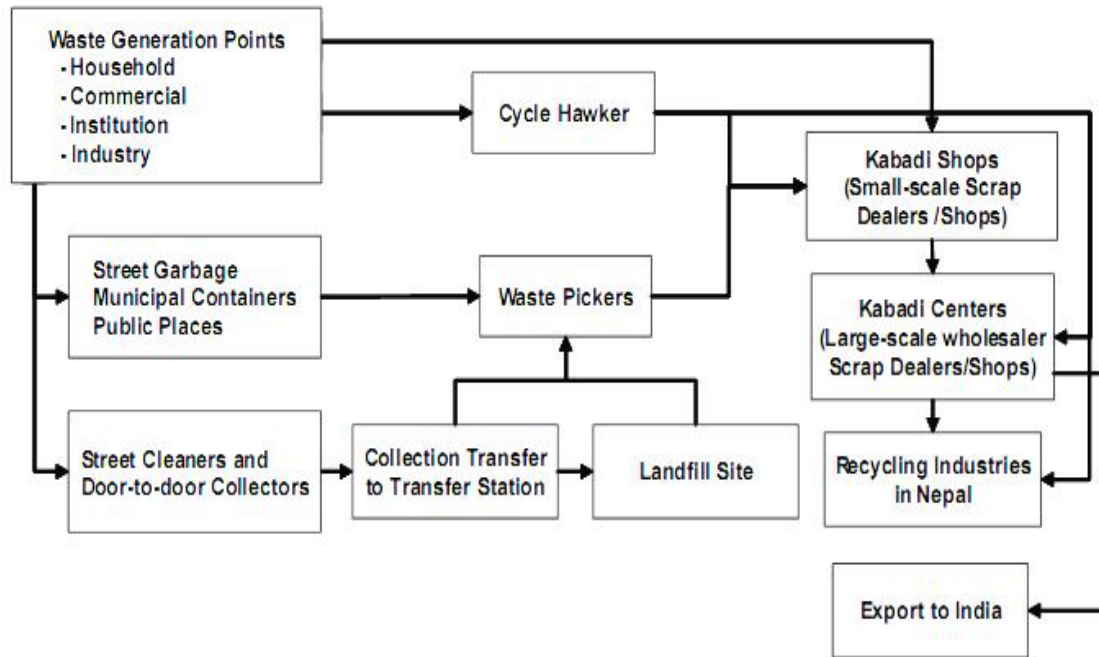 Waste Generation Points
- Household
- Commercial
- Institution
- Industry
Cycle Hawker
Kabadi Shops
(Small-scale Scrap
Dealers /Shops)
Street Garbage
Municipal Containers
Public Places
Waste Pickers
Kabadi Centers
(Large-scale wholesaler
Scrap Dealers/Shops)
Street Cleaners and
Door-to-door Collectors
Collection Transfer
to Transfer Station
Landfill Site
Recycling Industries
in Nepal
Export to India